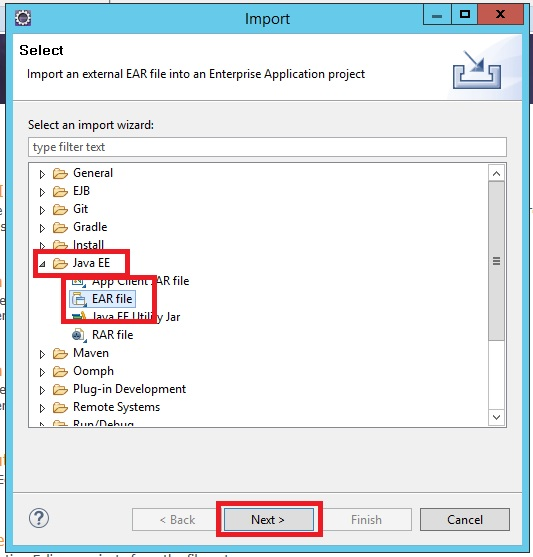 Import
Select
Import an external EAR file into an Enterprise Application project
Select an import wizard:
type filter text
General
EJB
Git
Gradle
Install
Java EE
App Client JAR file
EAR file
Java EE Utility Jar
RAR file
Maven
Oomph
Plug-in Development
Remote Systems
Run/Debug
? < Back Next > Finish Cancel